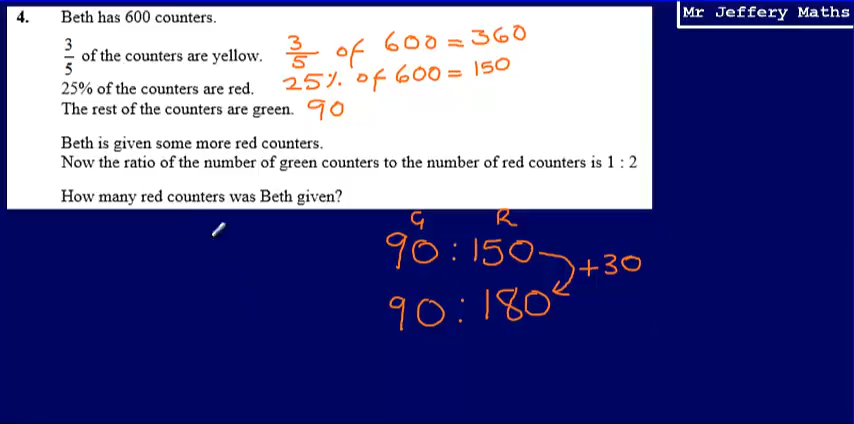 Mr Jeffery Maths
4. Beth has 600 counters.
3/5 of the counters are yellow. 3/5 of 600 = 360
25% of the counters are red. 25% of 600 = 150
The rest of the counters are green. 90
Beth is given some more red counters.
Now the ratio of the number of green counters to the number of red counters is 1 : 2
How many red counters was Beth given?
G R
90 : 150
+30
90 : 180